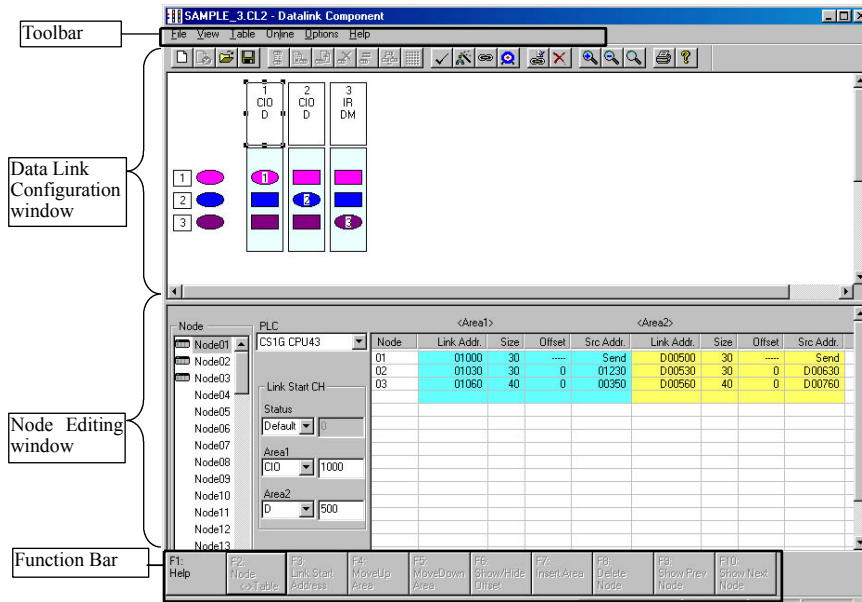 SAMPLE_3.CL2 - Datalink Component
Toolbar
File View Table Online Options Help
1 2 3
CIO CIO IR
D D DM
Data Link
Configuration
window
1 1
2 2
3 3
Node PLC <Area1> <Area2>
Node01 CS1G CPU43 Node Link Addr. Size Offset Src Addr. Link Addr. Size Offset Src Addr.
Node02 01 01000 30 ----- Send D00500 30 ----- Send
Node03 02 01030 30 0 01230 D00530 30 0 D00630
Node04 Link Start CH 03 01060 40 0 00350 D00560 40 0 D00760
Node05 Status
Node06 Default 0
Node07
Node08 Area1
Node09 CIO 1000
Node10 Area2
Node11 D 500
Node12
Node13
Node Editing
window
Function Bar
F1: F2: F3: F4: F5: F6: F7: F8: F9: F10:
Help Node Link Start MoveUp MoveDown Show/Hide Insert Area Delete Show Prev Show Next
<->Table Address Area Area Offset Node Node Node